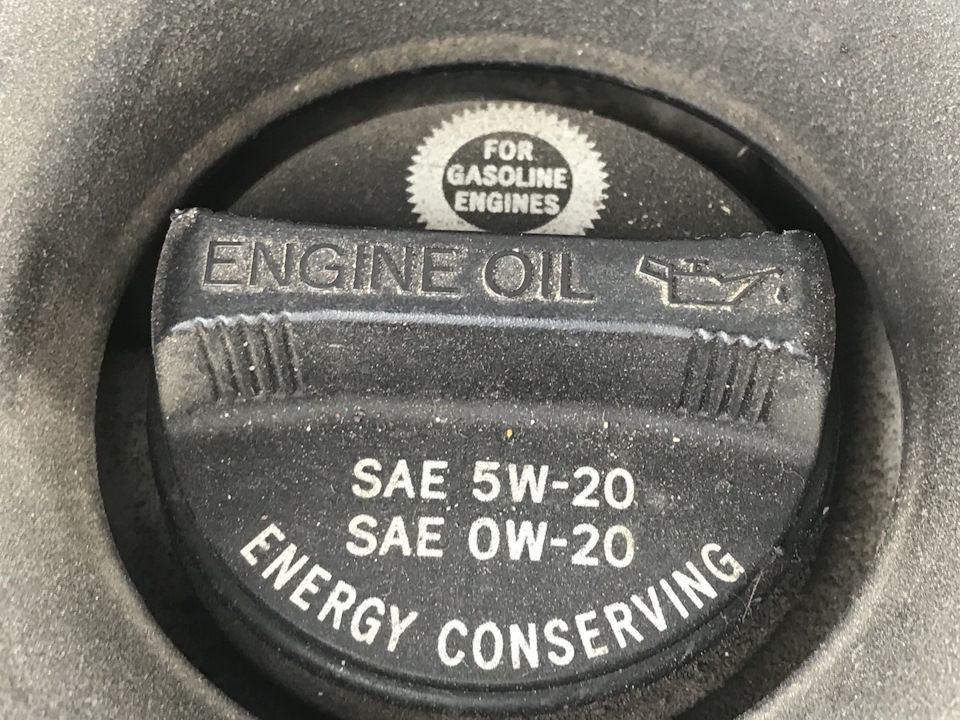 FOR
GASOLINE
ENGINES
ENGINE OIL
SAE 5W-20
SAE 0W-20
ENERGY CONSERVING